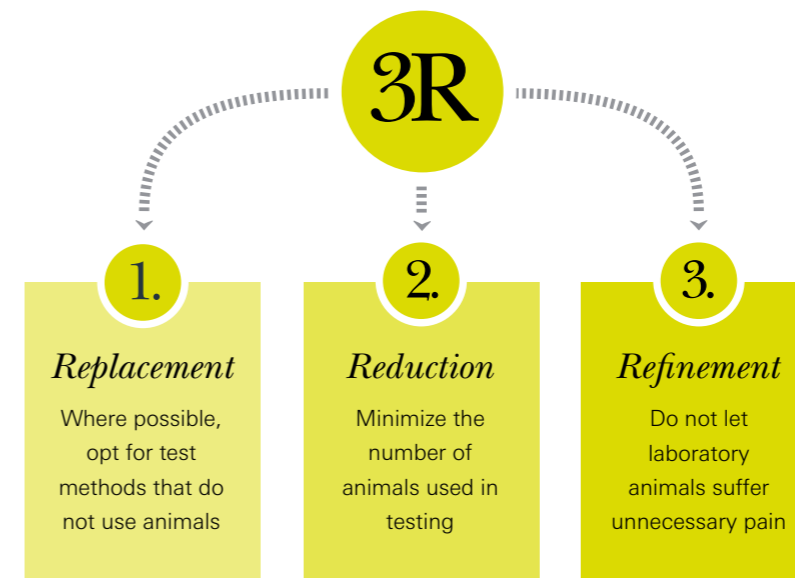 3R
1.
Replacement
Where possible,
opt for test
methods that do
not use animals
2.
Reduction
Minimize the
number of
animals used in
testing
3.
Refinement
Do not let
laboratory
animals suffer
unnecessary pain